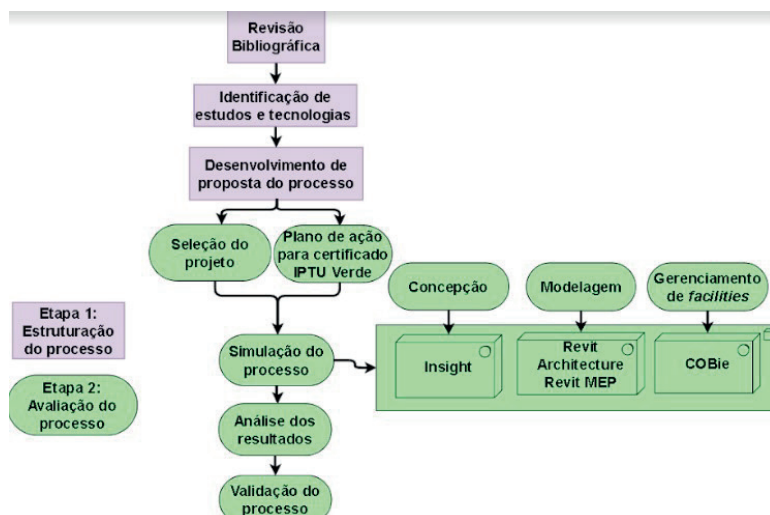 Revisão
Bibliográfica
Identificação de
estudos e tecnologias
Desenvolvimento de
proposta do processo
Seleção do
projeto
Plano de ação
para certificado
IPTU Verde
Concepção
Modelagem
Gerenciamento
de facilities
Etapa 1:
Estruturação
do processo
Etapa 2:
Avaliação do
processo
Simulação do
processo
Insight
Revit
Architecture
Revit MEP
COBie
Análise dos
resultados
Validação do
processo